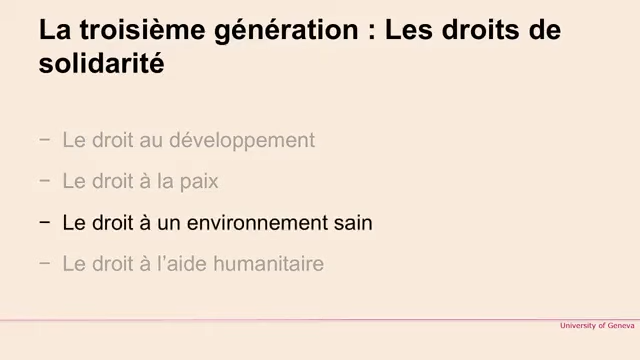 La troisième génération : Les droits de
solidarité
− Le droit au développement
− Le droit à la paix
− Le droit à un environnement sain
− Le droit à l’aide humanitaire
University of Geneva